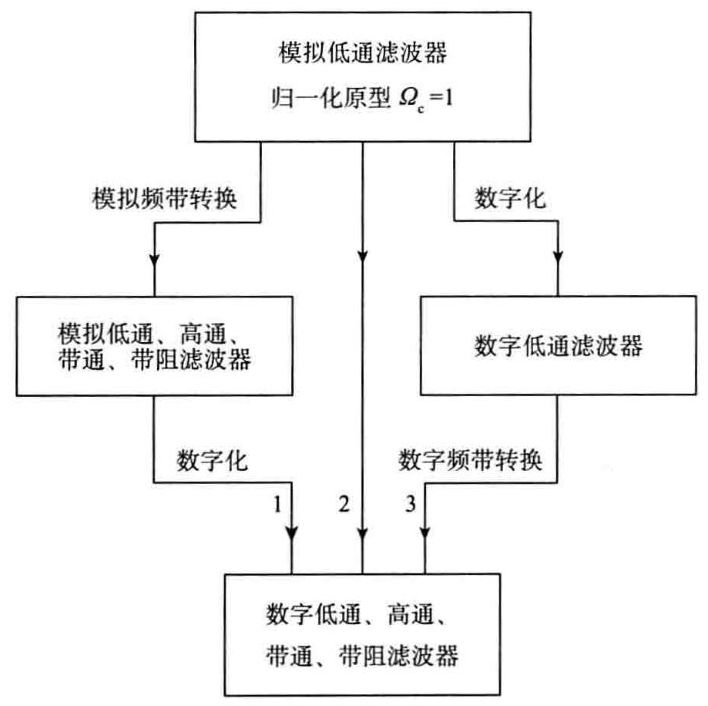 模拟低通滤波器
归一化原型 Ωc=1
模拟频带转换
数字化
模拟低通、高通、
带通、带阻滤波器
数字低通滤波器
数字化
数字频带转换
1
2
3
数字低通、高通、
带通、带阻滤波器